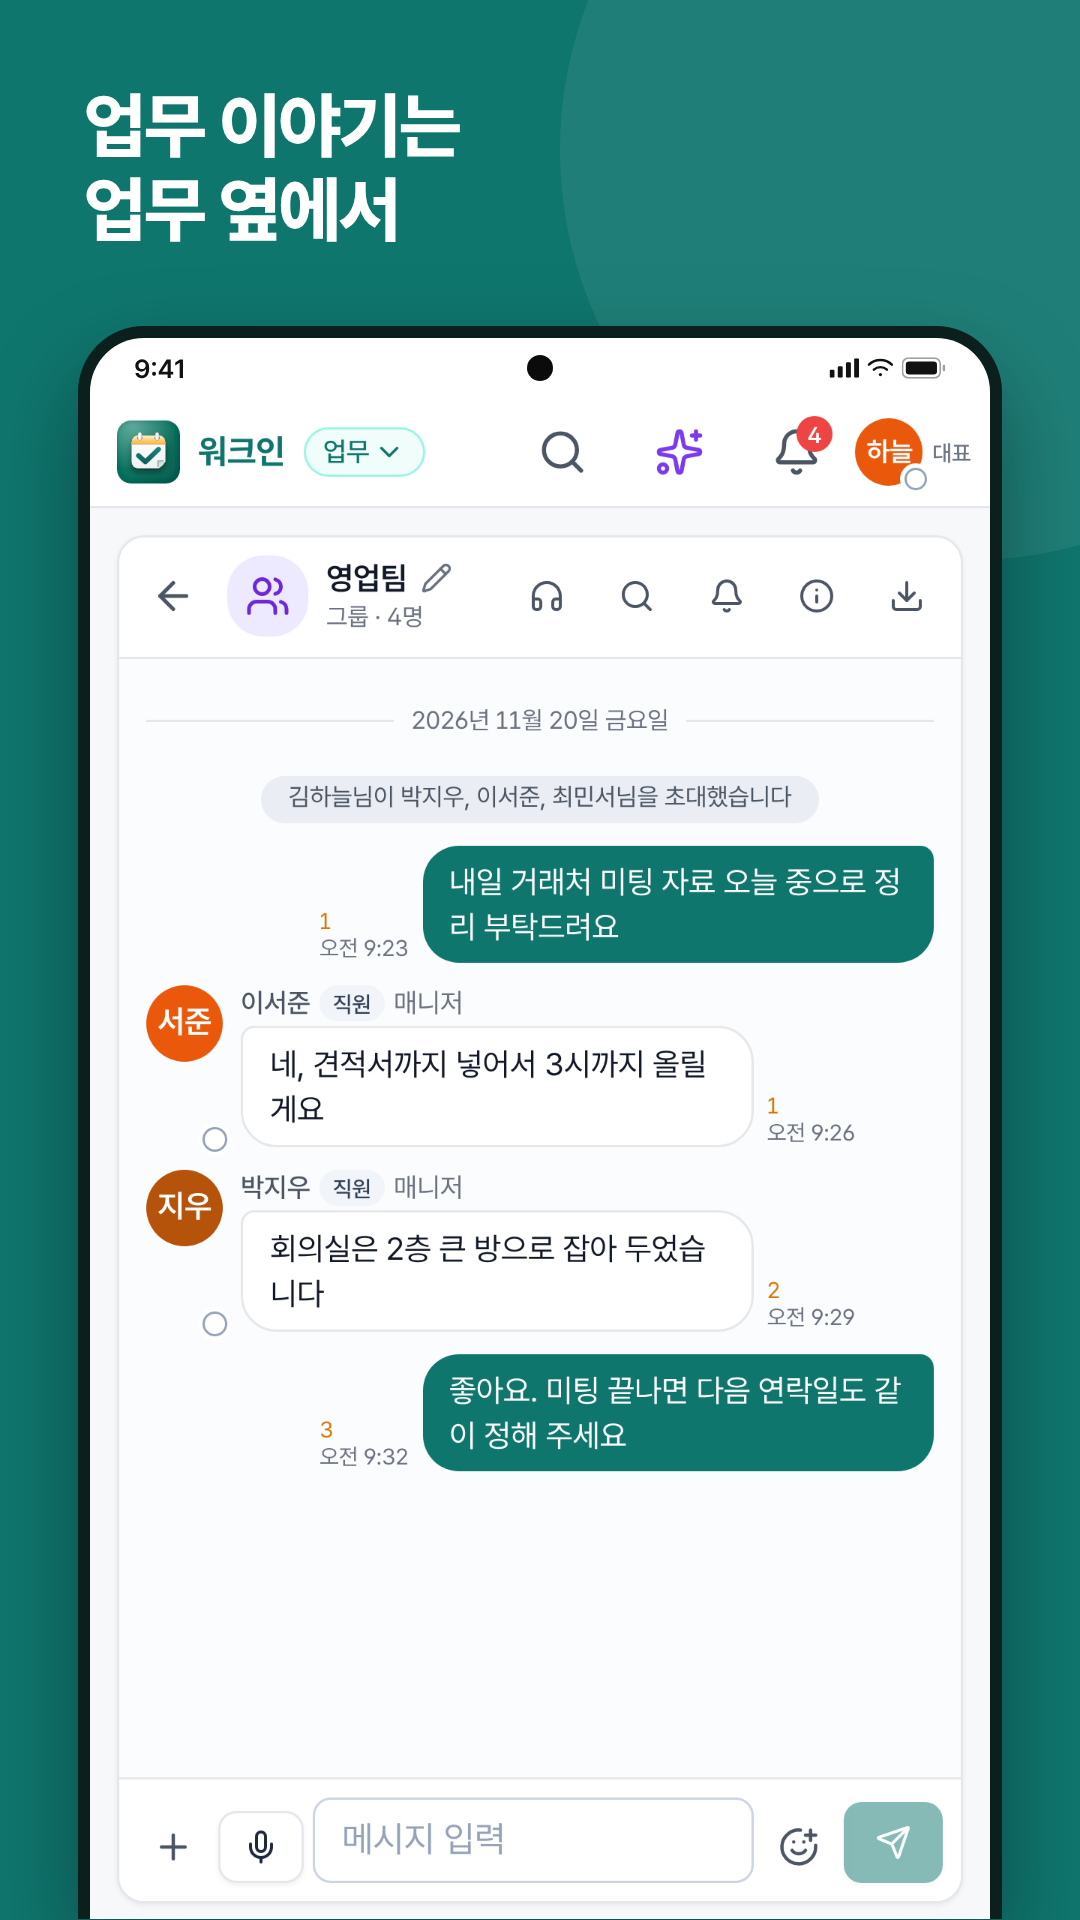 업무 이야기는
업무 옆에서
9:41
워크인
업무
4
하늘
대표
영업팀
그룹 · 4명
2026년 11월 20일 금요일
김하늘님이 박지우, 이서준, 최민서님을 초대했습니다
내일 거래처 미팅 자료 오늘 중으로 정
리 부탁드려요
1
오전 9:23
서준
이서준 직원 매니저
네, 견적서까지 넣어서 3시까지 올릴
게요
1
오전 9:26
지우
박지우 직원 매니저
회의실은 2층 큰 방으로 잡아 두었습
니다
2
오전 9:29
좋아요. 미팅 끝나면 다음 연락일도 같
이 정해 주세요
3
오전 9:32
메시지 입력